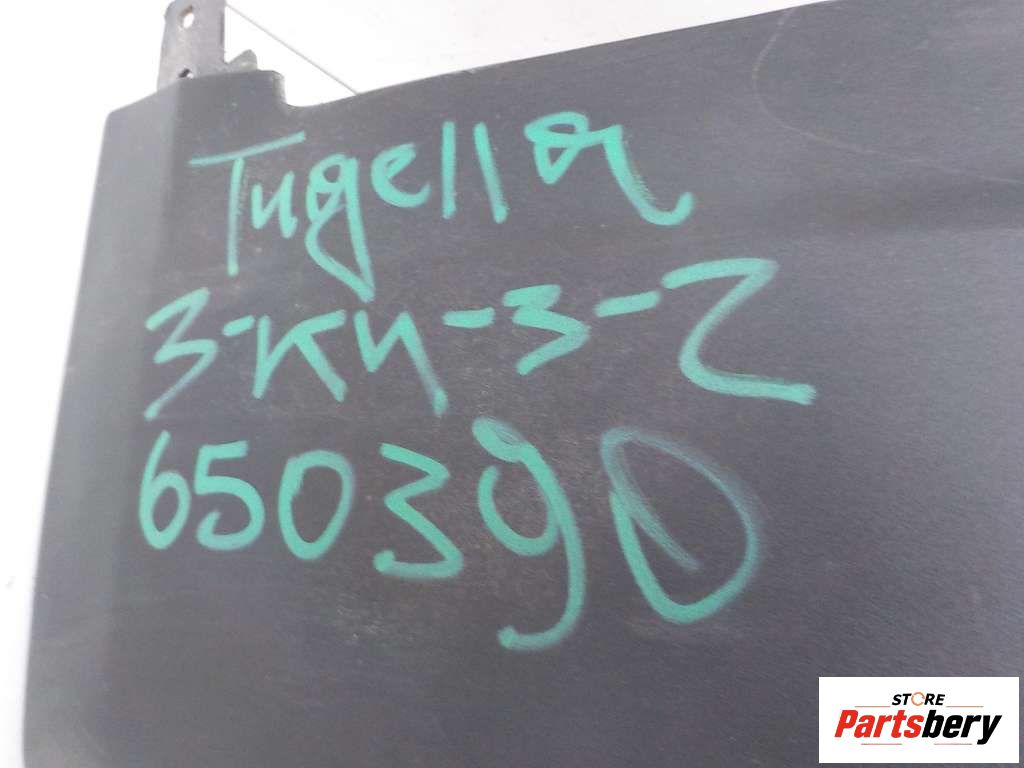 Tugella
3-КЧ-3-2
650390
STORE
Partsbery